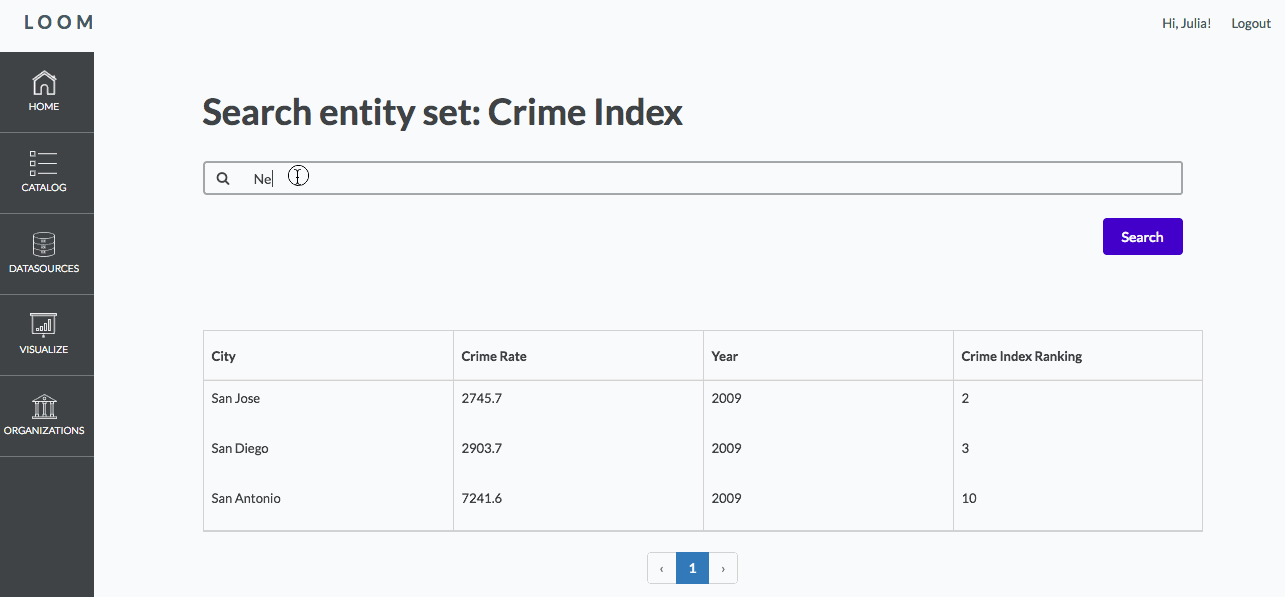 LOOM
Hi, Julia! Logout
HOME
CATALOG
DATASOURCES
VISUALIZE
ORGANIZATIONS
Search entity set: Crime Index
Ne
Search
City Crime Rate Year Crime Index Ranking
San Jose 2745.7 2009 2
San Diego 2903.7 2009 3
San Antonio 7241.6 2009 10
‹ 1 ›